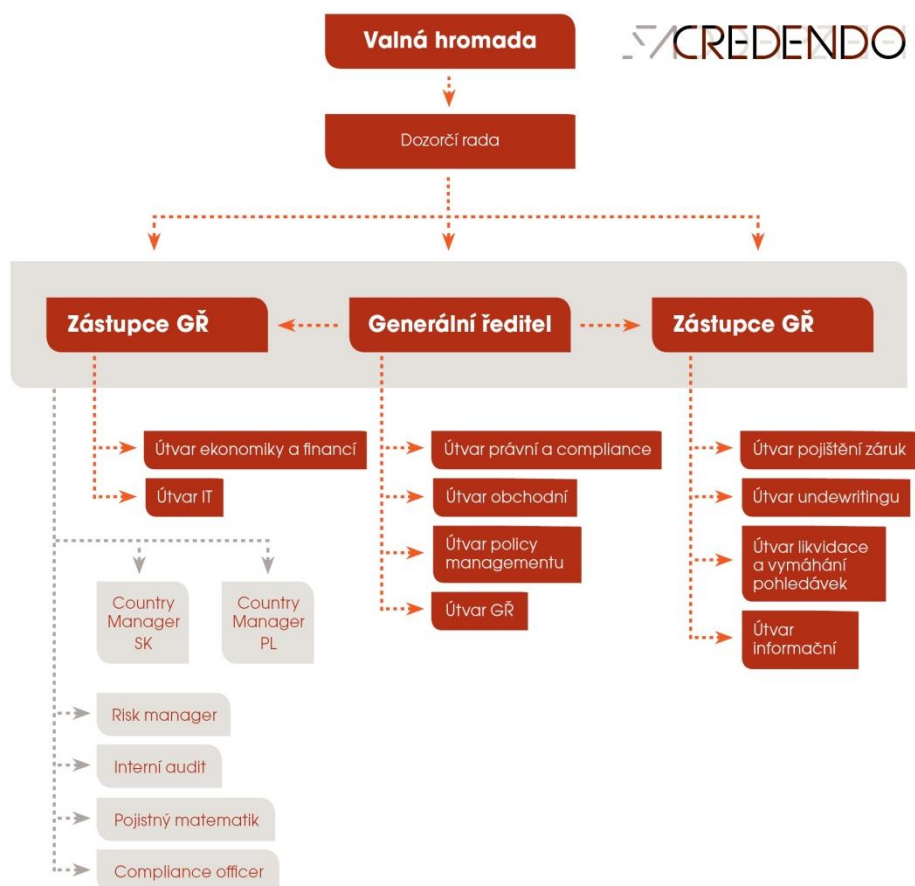 Valná hromada
CREDENDO
Dozorčí rada
Zástupce GŘ
Generální ředitel
Zástupce GŘ
Útvar ekonomiky a financí
Útvar IT
Country
Manager
SK
Country
Manager
PL
Risk manager
Interní audit
Pojistný matematik
Compliance officer
Útvar právní a compliance
Útvar obchodní
Útvar policy
managementu
Útvar GŘ
Útvar pojištění záruk
Útvar undewritingu
Útvar likvidace
a vymáhání
pohledávek
Útvar
informační